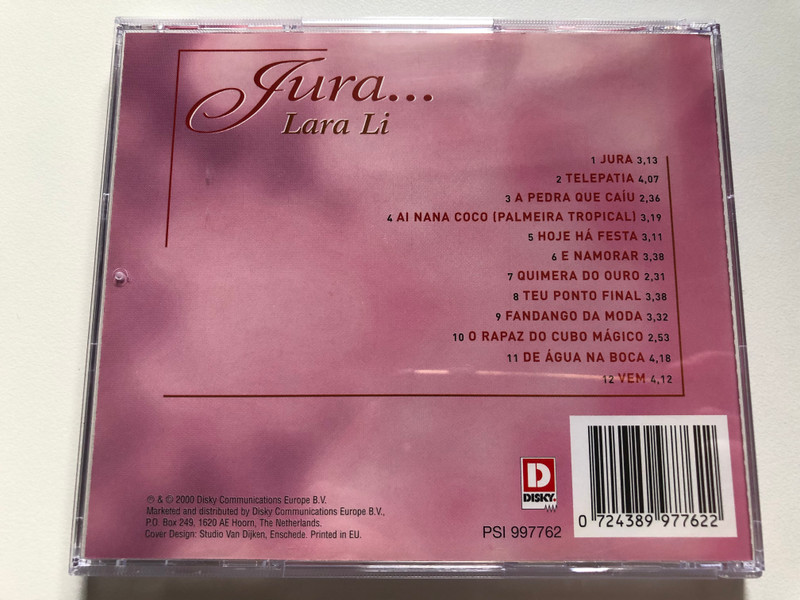 Jura...
Lara Li
1 JURA 3,13
2 TELEPATIA 4,07
3 A PEDRA QUE CAÍU 2,36
4 AI NANA COCO (PALMEIRA TROPICAL) 3,19
5 HOJE HÁ FESTA 3,11
6 E NAMORAR 3,38
7 QUIMERA DO OURO 2,31
8 TEU PONTO FINAL 3,38
9 FANDANGO DA MODA 3,32
10 O RAPAZ DO CUBO MÁGICO 2,53
11 DE ÁGUA NA BOCA 4,18
12 VEM 4,12
℗ & © 2000 Disky Communications Europe B.V.
Marketed and distributed by Disky Communications Europe B.V.,
P.O. Box 249, 1620 AE Hoorn, The Netherlands.
Cover Design: Studio Van Dijken, Enschede. Printed in EU.
D
DISKY.
PSI 997762
0 724389 977622